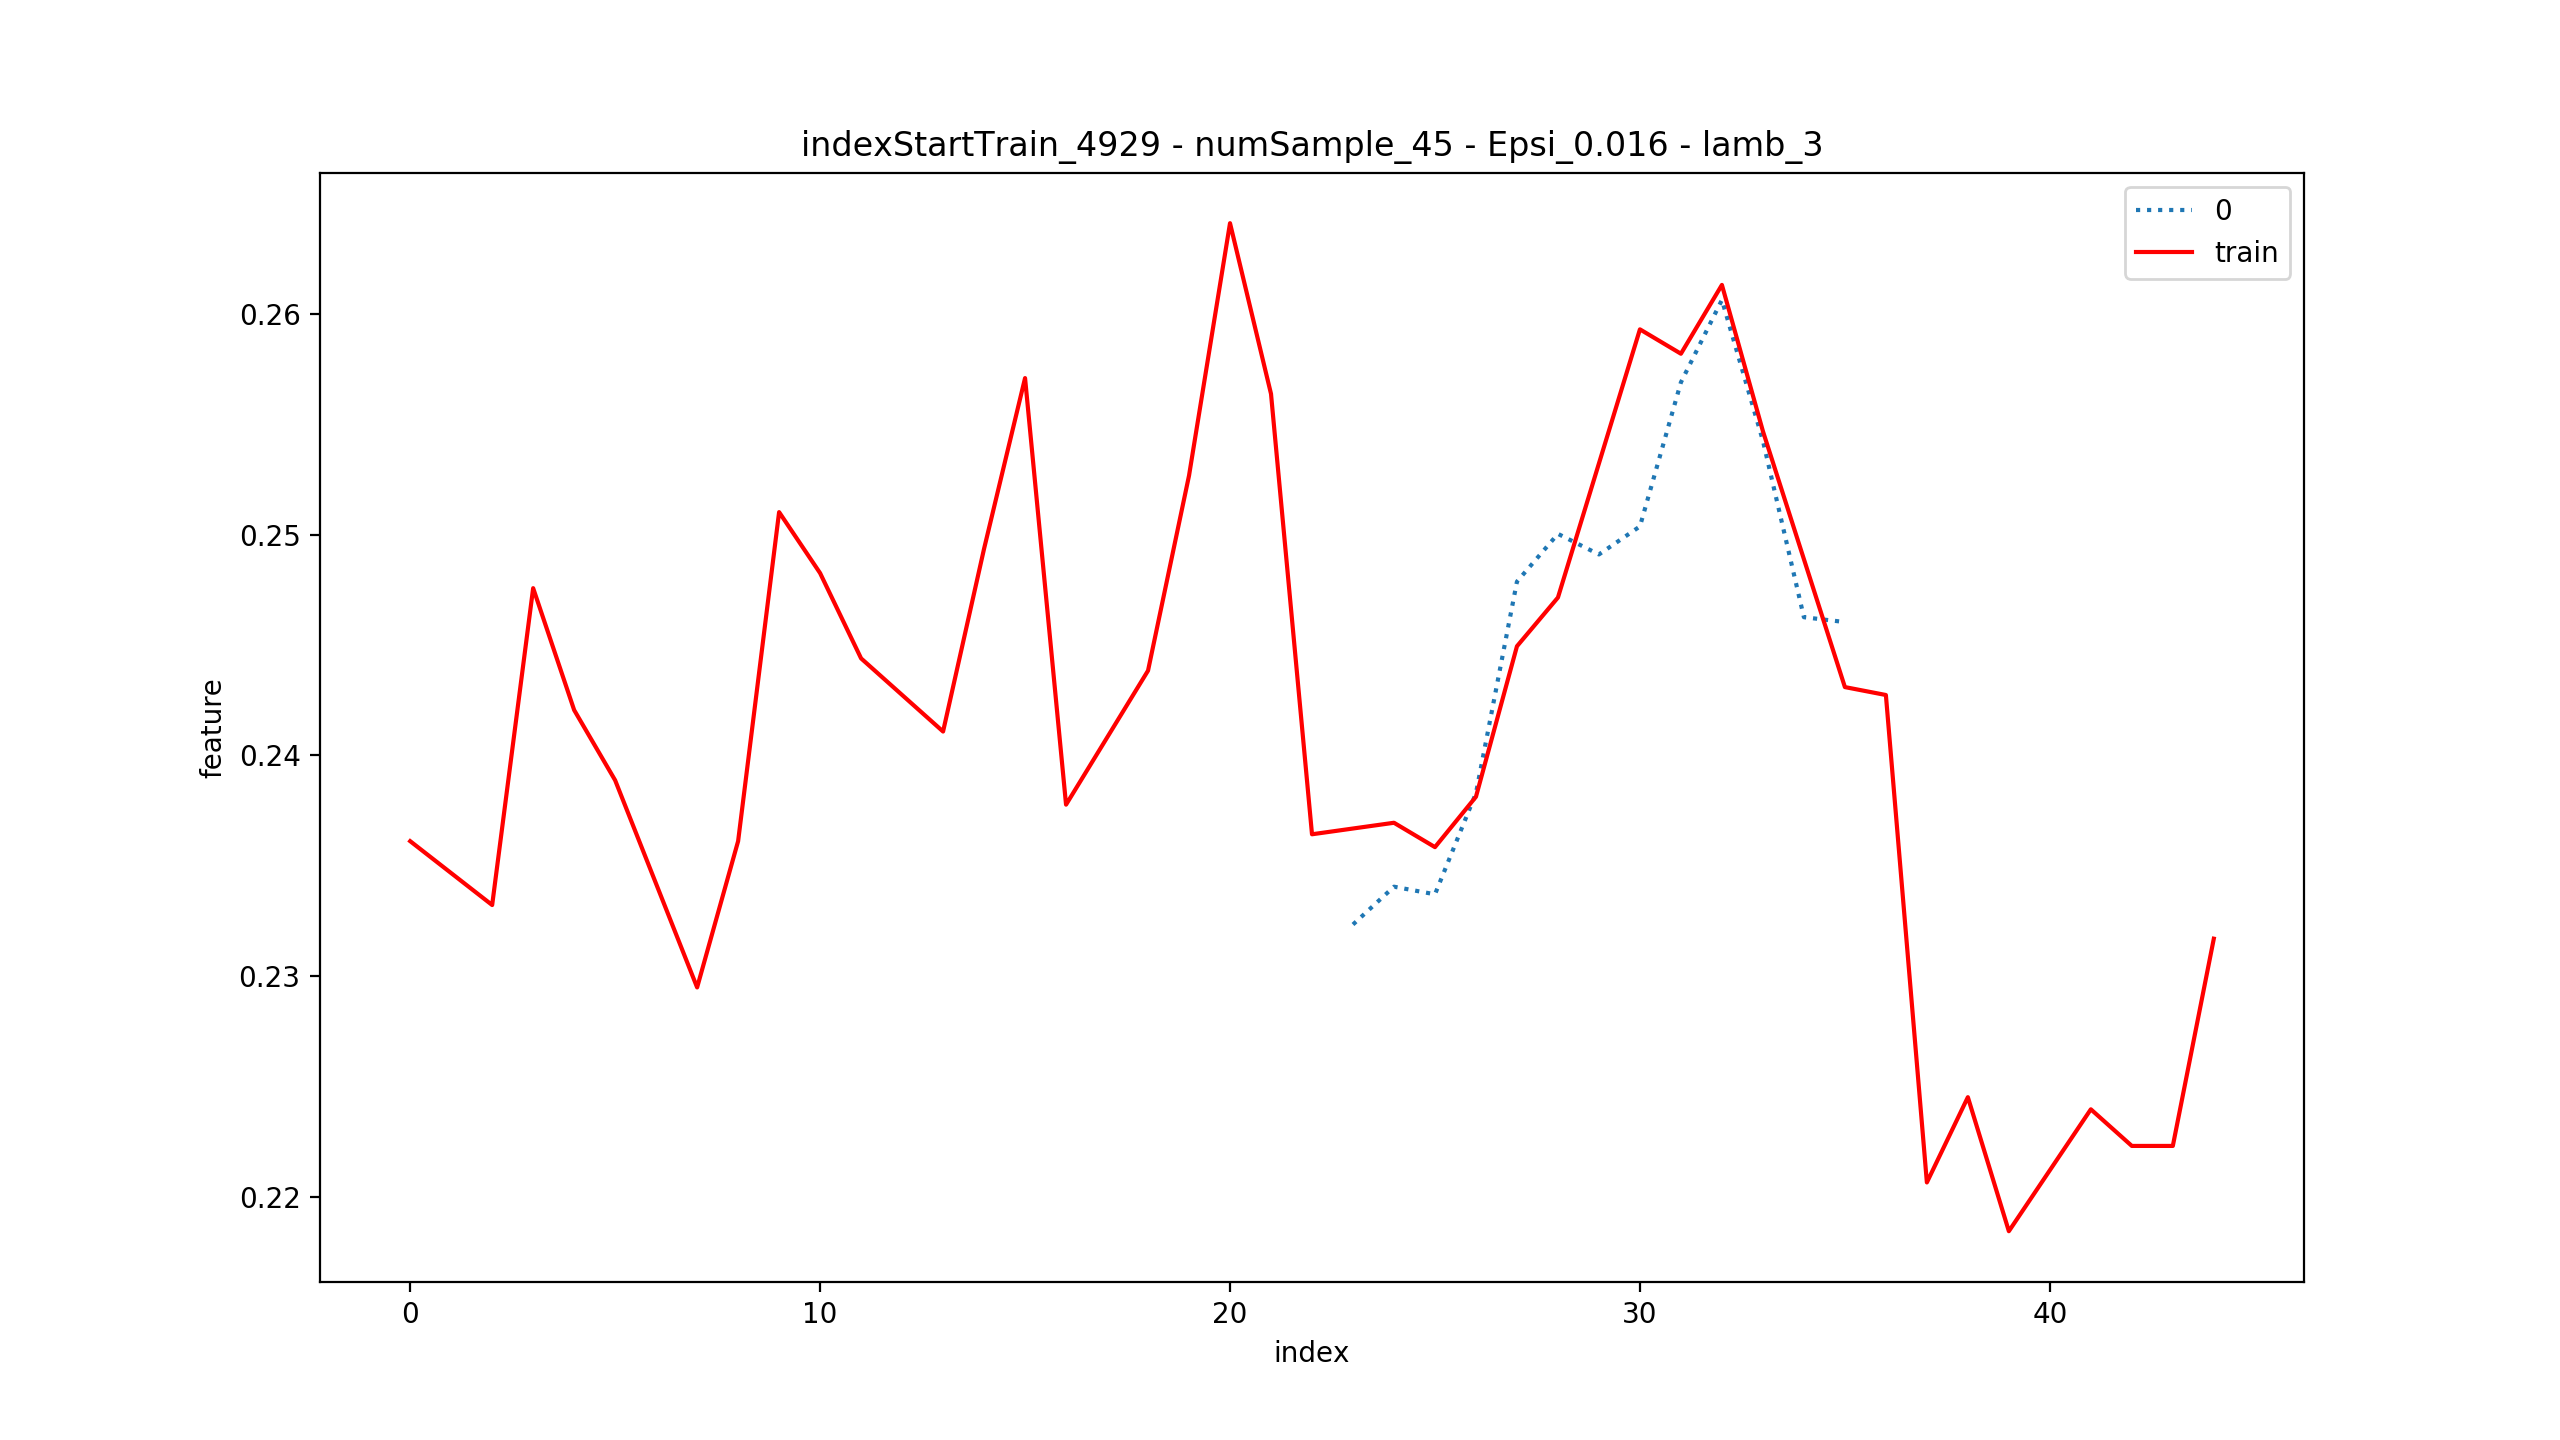 indexStartTrain_4929 - numSample_45 - Epsi_0.016 - lamb_3
0
train
0.26
0.25
0.24
0.23
0.22
feature
0 10 20 30 40
index